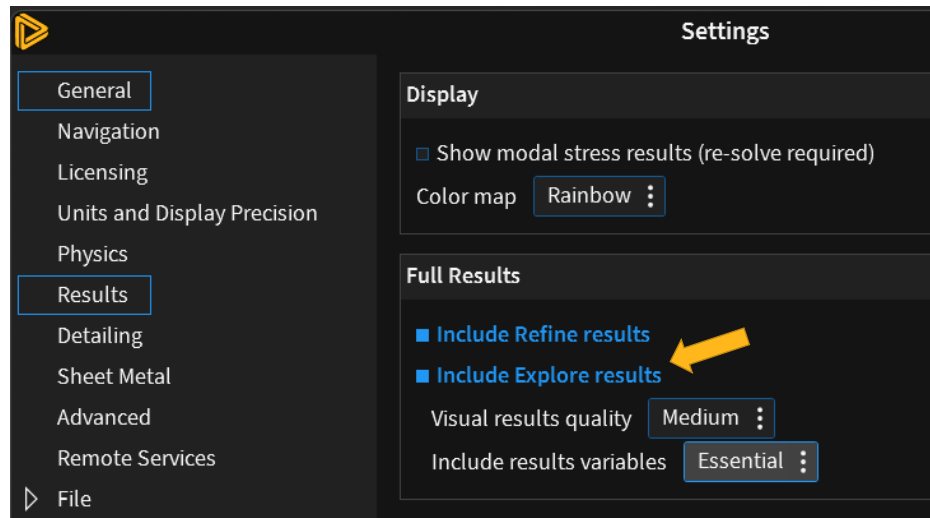 Settings
General
Navigation
Licensing
Units and Display Precision
Physics
Results
Detailing
Sheet Metal
Advanced
Remote Services
File
Display
Show modal stress results (re-solve required)
Color map Rainbow
Full Results
Include Refine results
Include Explore results
Visual results quality Medium
Include results variables Essential